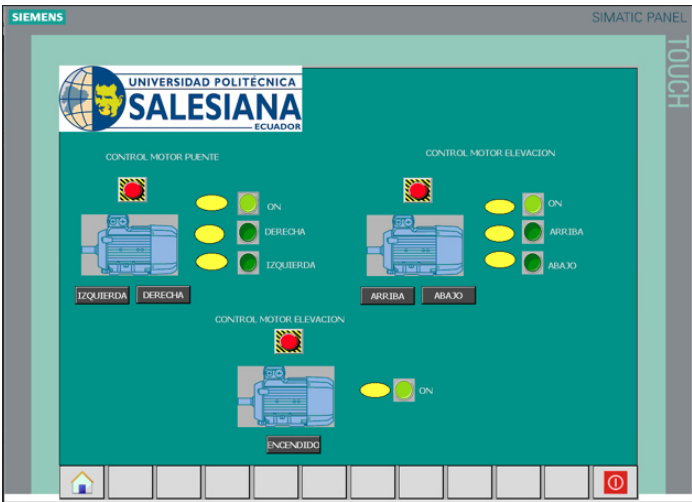 SIEMENS
SIMATIC PANEL
TOUCH
UNIVERSIDAD POLITÉCNICA
SALESIANA
ECUADOR
CONTROL MOTOR PUENTE
ON
DERECHA
IZQUIERDA
IZQUIERDA
DERECHA
CONTROL MOTOR ELEVACION
ON
ARRIBA
ABAJO
ARRIBA
ABAJO
CONTROL MOTOR ELEVACION
ON
ENCENDIDO